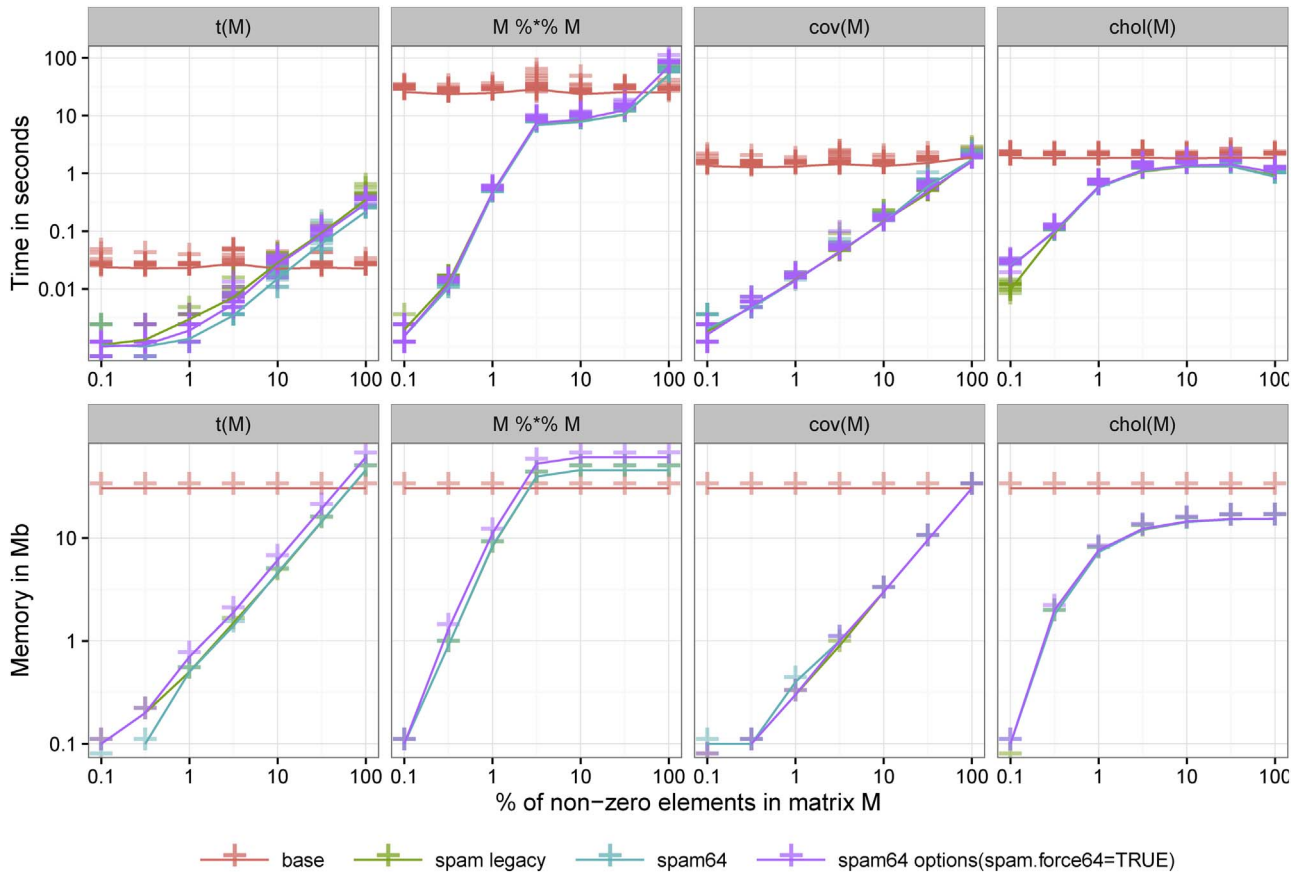 t(M) M %*% M cov(M) chol(M)
Time in seconds
100
10
1
0.1
0.01
0.1 1 10 100 0.1 1 10 100 0.1 1 10 100 0.1 1 10 100
t(M) M %*% M cov(M) chol(M)
Memory in Mb
10
1
0.1
0.1 1 10 100 0.1 1 10 100 0.1 1 10 100 0.1 1 10 100
% of non-zero elements in matrix M
base spam legacy spam64 spam64 options(spam.force64=TRUE)